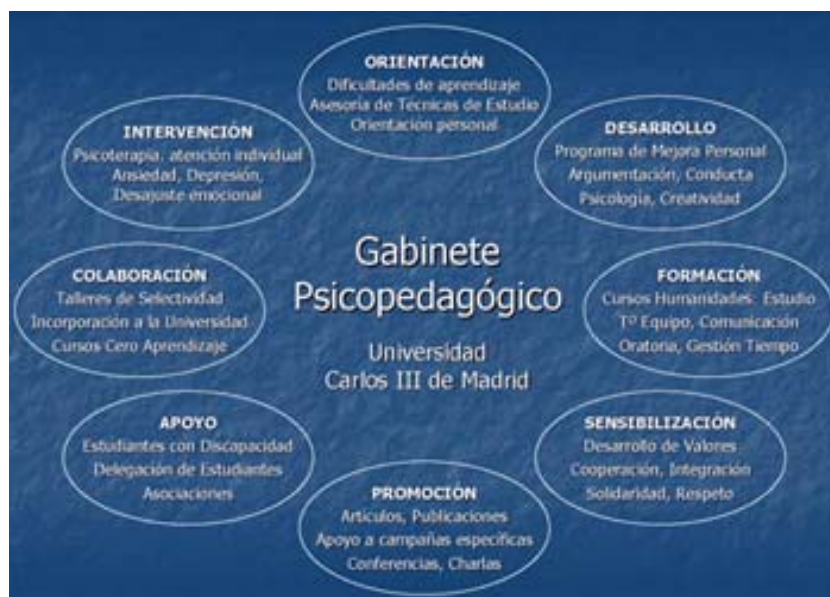 ORIENTACIÓN
Dificultades de aprendizaje
Asesoría de Técnicas de Estudio
Orientación personal
INTERVENCIÓN
Psicoterapia. atención individual
Ansiedad, Depresión,
Desajuste emocional
DESARROLLO
Programa de Mejora Personal
Argumentación, Conducta
Psicología, Creatividad
Gabinete
Psicopedagógico
Universidad
Carlos III de Madrid
COLABORACIÓN
Talleres de Selectividad
Incorporación a la Universidad
Cursos Cero Aprendizaje
FORMACIÓN
Cursos Humanidades: Estudio
Tº Equipo, Comunicación
Oratoria, Gestión Tiempo
APOYO
Estudiantes con Discapacidad
Delegación de Estudiantes
Asociaciones
SENSIBILIZACIÓN
Desarrollo de Valores
Cooperación, Integración
Solidaridad, Respeto
PROMOCIÓN
Artículos, Publicaciones
Apoyo a campañas específicas
Conferencias, Charlas